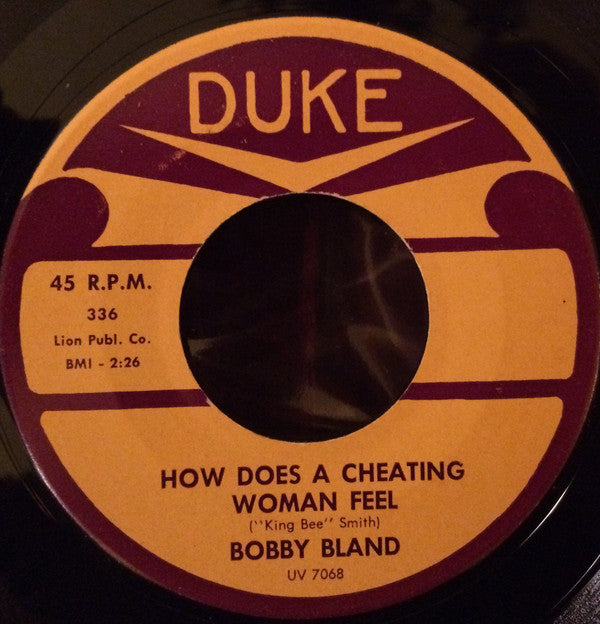 DUKE
45 R.P.M.
336
Lion Publ. Co.
BMI - 2:26
HOW DOES A CHEATING
WOMAN FEEL
("King Bee" Smith)
BOBBY BLAND
UV 7068